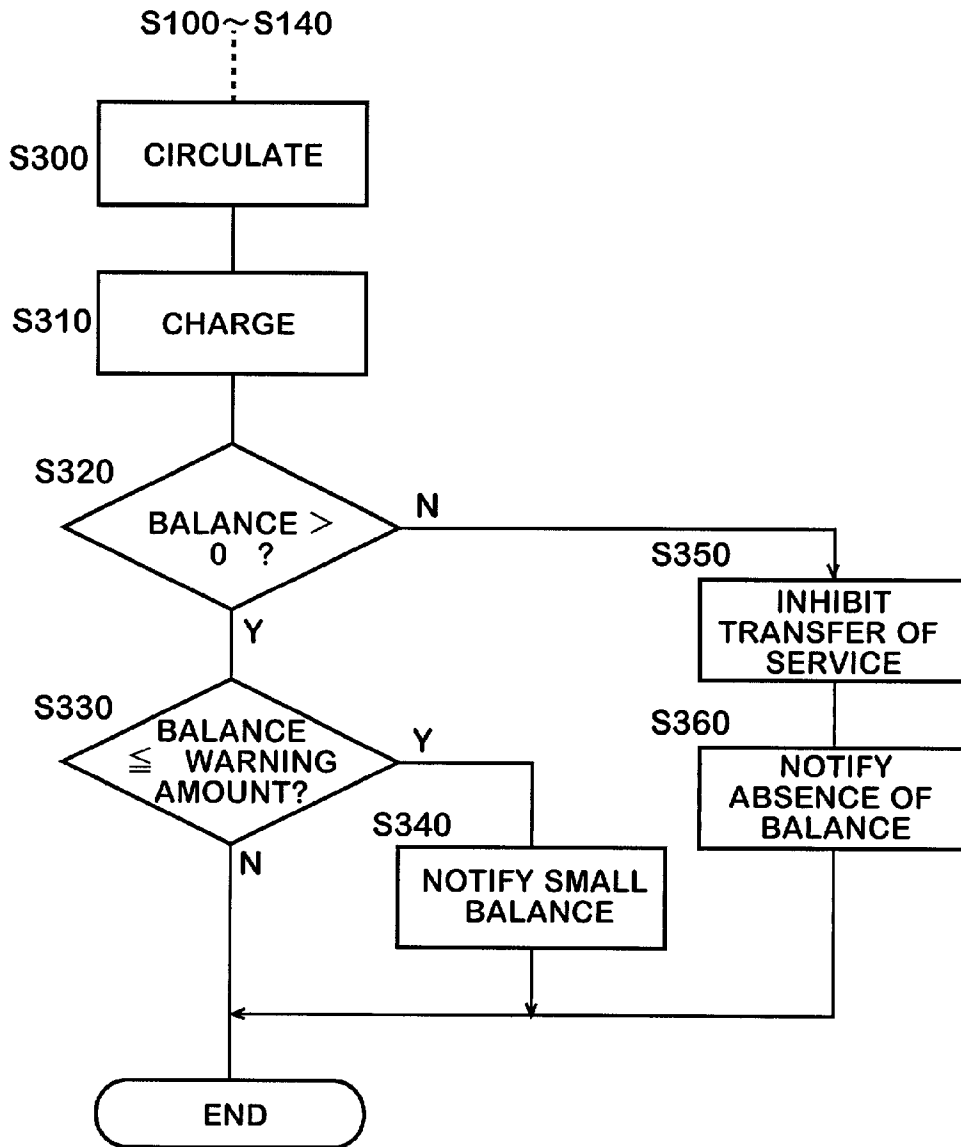 S100~S140
S300
CIRCULATE
S310
CHARGE
S320
BALANCE >
0 ?
N
Y
S350
INHIBIT
TRANSFER OF
SERVICE
S330
BALANCE
≦ WARNING
AMOUNT?
Y
N
S360
NOTIFY
ABSENCE OF
BALANCE
S340
NOTIFY SMALL
BALANCE
END